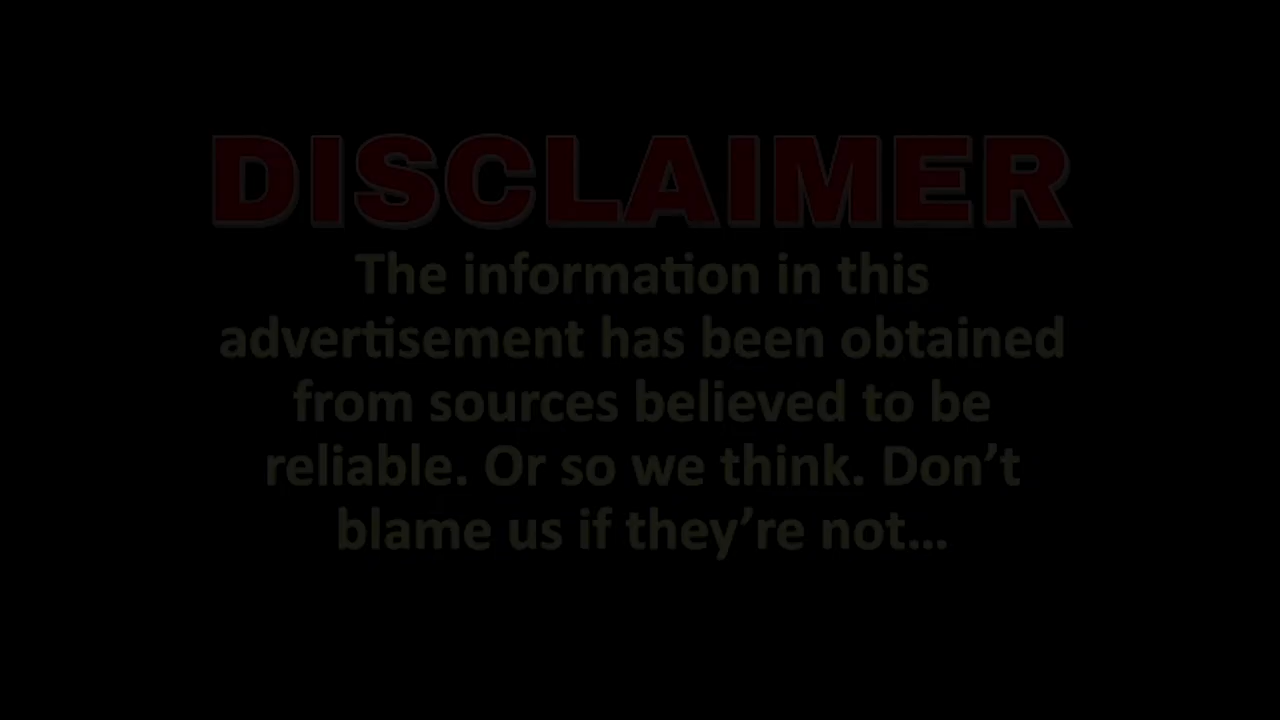 DISCLAIMER
The information in this
advertisement has been obtained
from sources believed to be
reliable. Or so we think. Don’t
blame us if they’re not…